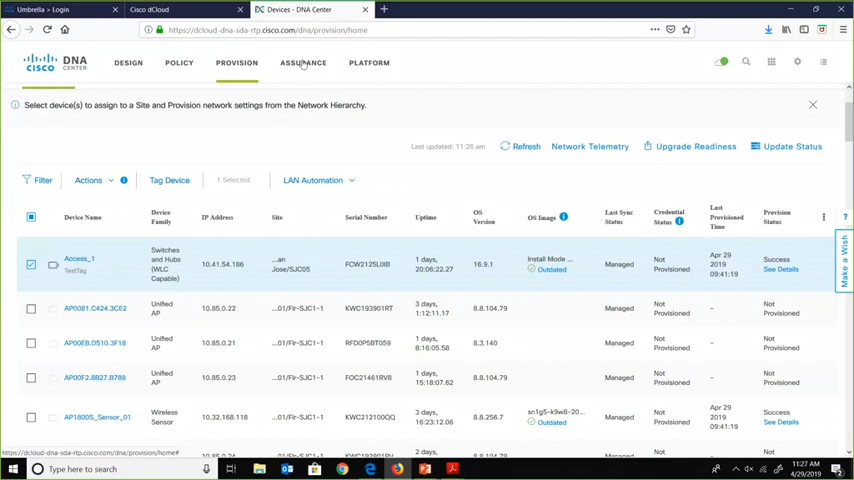 Umbrella > Login
Cisco dCloud
Devices - DNA Center
https://dcloud-dna-sda-rtp.cisco.com/dna/provision/home
CISCO
DNA
CENTER
DESIGN
POLICY
PROVISION
ASSURANCE
PLATFORM
Select device(s) to assign to a Site and Provision network settings from the Network Hierarchy.
Last updated: 11:26 am
Refresh
Network Telemetry
Upgrade Readiness
Update Status
Filter
Actions
Tag Device
1 Selected
LAN Automation
Device Name
Device
Family
IP Address
Site
Serial Number
Uptime
OS
Version
OS Image
Last Sync
Status
Credential
Status
Last
Provisioned
Time
Provision
Status
Access_1
TestTag
Switches
and Hubs
(WLC
Capable)
10.41.54.186
...an
Jose/SJC05
FCW2125L0IB
1 days,
20:06:22.27
16.9.1
Install Mode ...
Outdated
Managed
Not
Provisioned
Apr 29
2019
09:41:19
Success
See Details
AP0081.C424.3CE2
Unified
AP
10.85.0.22
...01/Flr-SJC1-1
KWC193901RT
3 days,
1:12:11.17
8.8.104.79
Managed
Not
Provisioned
-
Not
Provisioned
AP00EB.D510.3F18
Unified
AP
10.85.0.21
...01/Flr-SJC1-1
RFD0P5BT059
1 days,
8:16:05.58
8.3.140
Managed
Not
Provisioned
-
Not
Provisioned
AP00F2.8B27.B788
Unified
AP
10.85.0.23
...01/Flr-SJC1-1
FOC21461RV8
1 days,
15:18:07.62
8.8.104.79
Managed
Not
Provisioned
-
Not
Provisioned
AP1800S_Sensor_01
Wireless
Sensor
10.32.168.118
...01/Flr-SJC1-1
KWC212100QQ
3 days,
16:23:12.06
8.8.256.7
sn1g5-k9w8-20...
Outdated
Managed
Not
Provisioned
Apr 29
2019
09:41:19
Success
See Details
Unified
2 days,
Not
Not
? Make a Wish
https://dcloud-dna-sda-rtp.cisco.com/dna/provision/home#
Type here to search
11:27 AM
4/29/2019
2